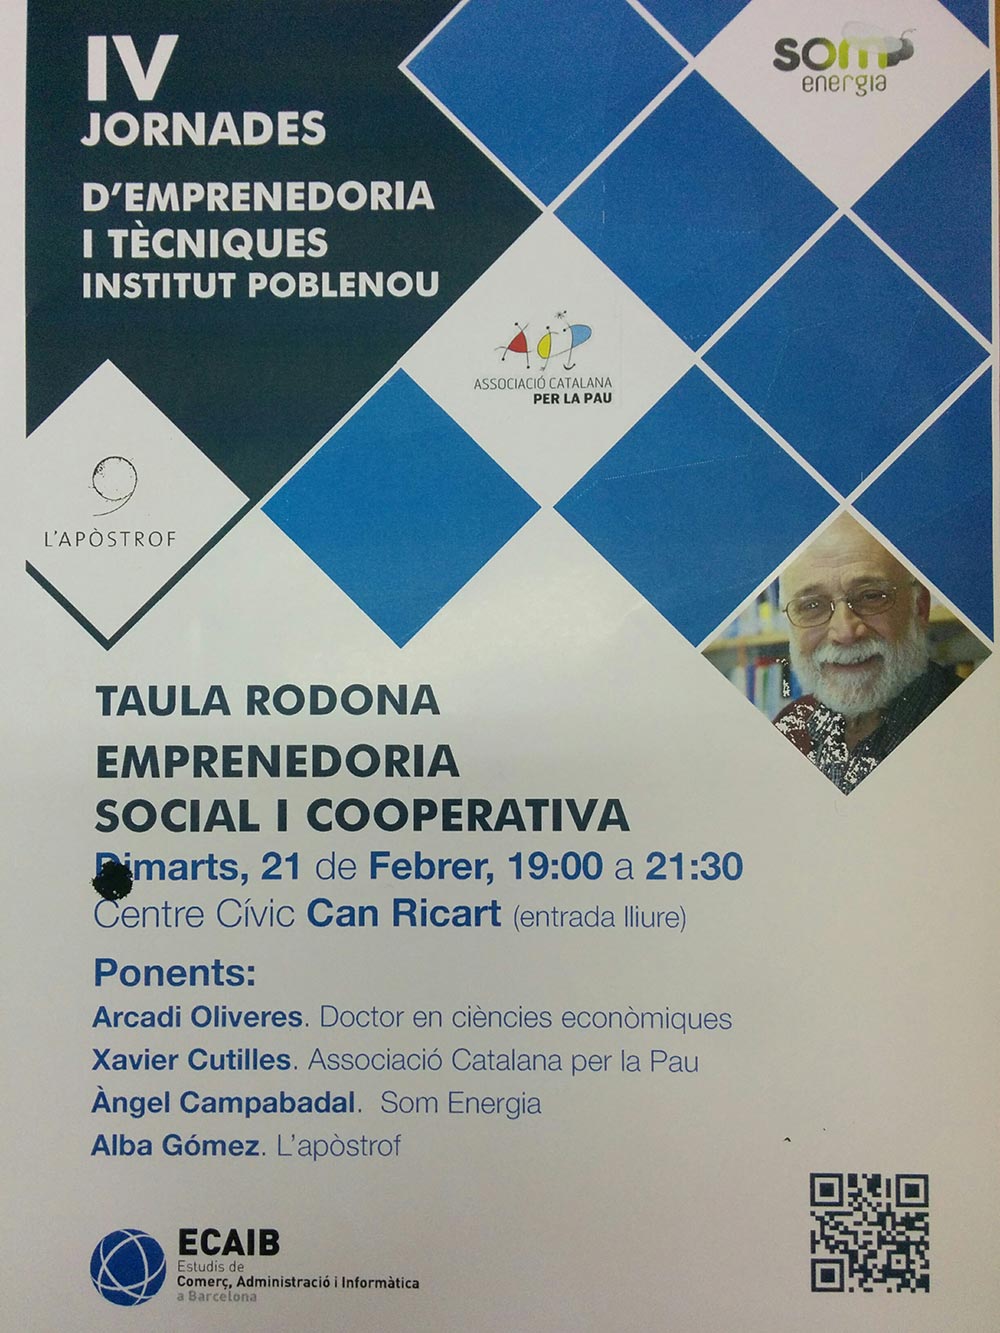 IV
JORNADES
D'EMPRENEDORIA
I TÈCNIQUES
INSTITUT POBLENOU
som
energia
ASSOCIACIÓ CATALANA
PER LA PAU
L'APÒSTROF
TAULA RODONA
EMPRENEDORIA
SOCIAL I COOPERATIVA
Dimarts, 21 de Febrer, 19:00 a 21:30
Centre Cívic Can Ricart (entrada lliure)
Ponents:
Arcadi Oliveres. Doctor en ciències econòmiques
Xavier Cutilles. Associació Catalana per la Pau
Àngel Campabadal. Som Energia
Alba Gómez. L'apòstrof
ECAIB
Estudis de
Comerç, Administració i Informàtica
a Barcelona